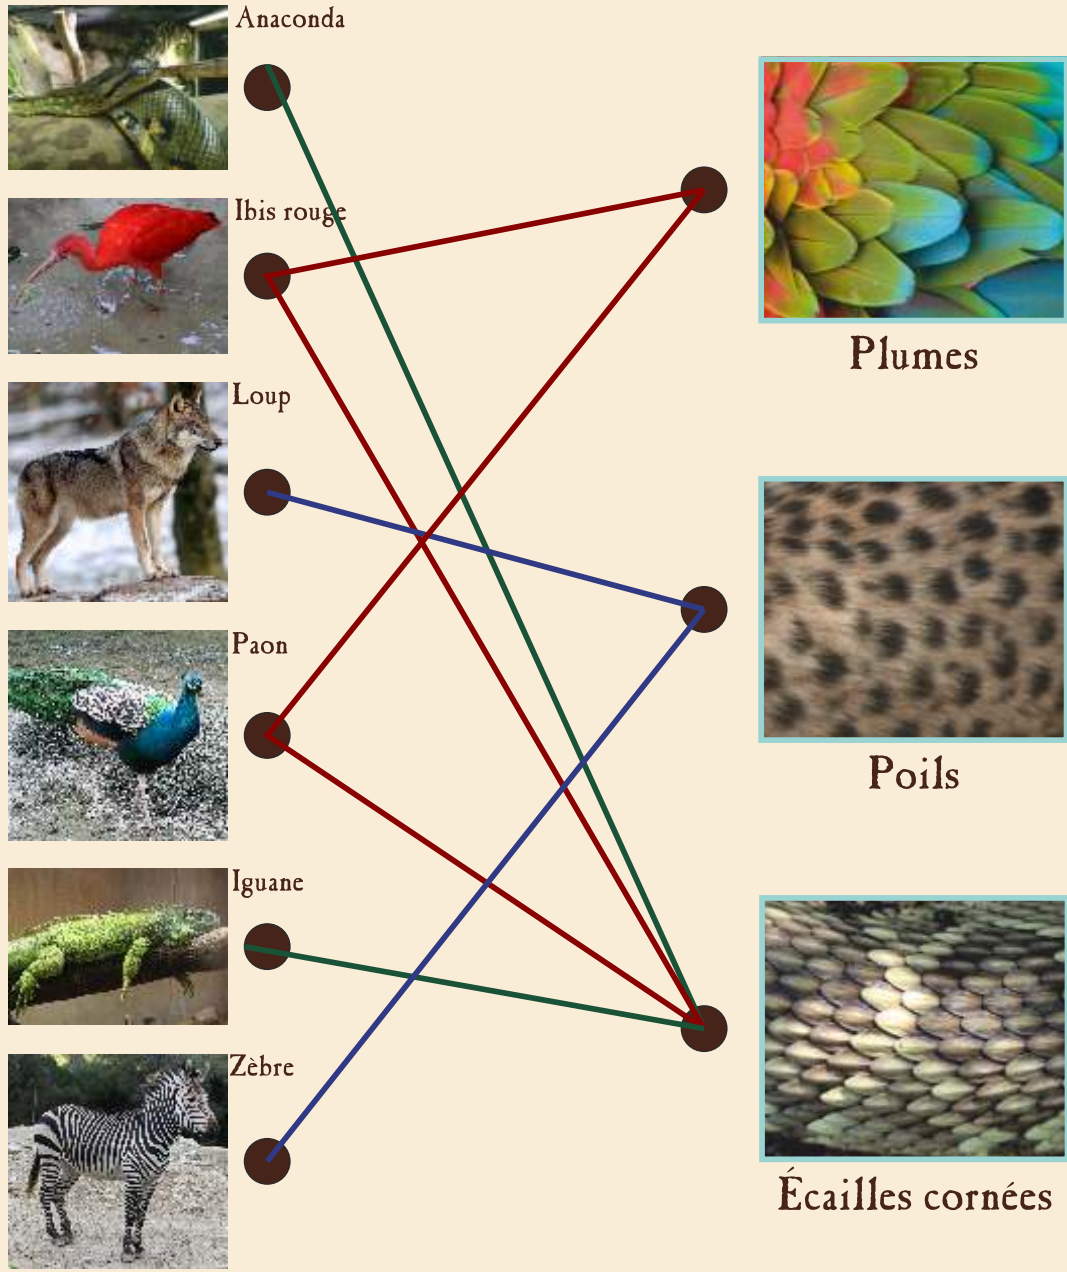 Anaconda
Ibis rouge
Loup
Paon
Iguane
Zèbre
Plumes
Poils
Écailles cornées